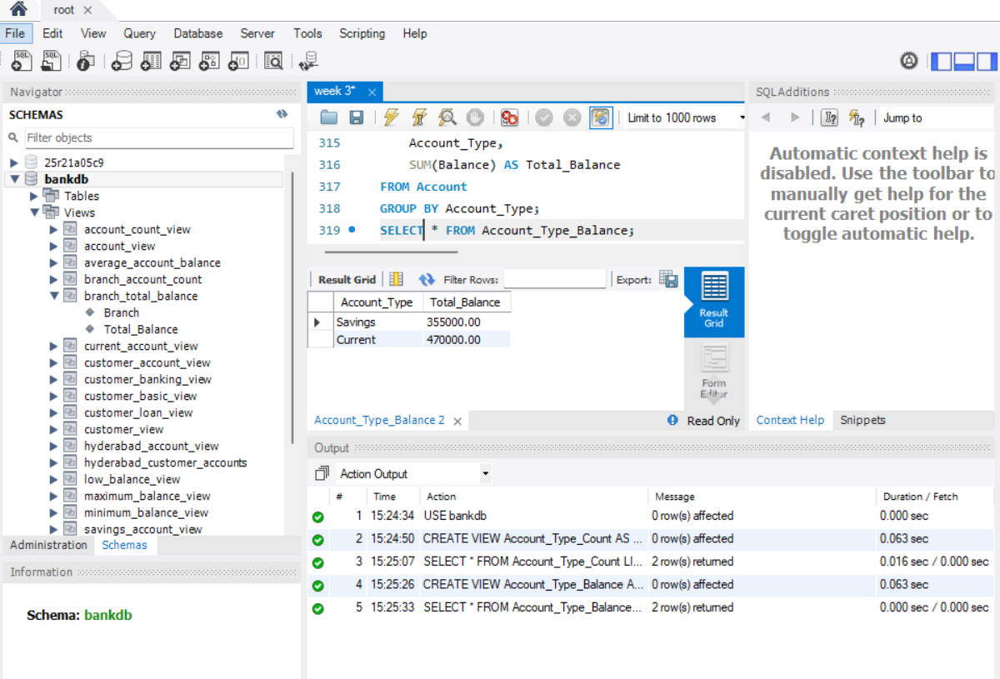 root ×
File Edit View Query Database Server Tools Scripting Help
SQL SQL
Navigator
SCHEMAS
Filter objects
25r21a05c9
bankdb
Tables
Views
account_count_view
account_view
average_account_balance
branch_account_count
branch_total_balance
Branch
Total_Balance
current_account_view
customer_account_view
customer_banking_view
customer_basic_view
customer_loan_view
customer_view
hyderabad_account_view
hyderabad_customer_accounts
low_balance_view
maximum_balance_view
minimum_balance_view
savings_account_view
Administration Schemas
Information
Schema: bankdb
week 3* ×
Limit to 1000 rows
315 Account_Type,
316 SUM(Balance) AS Total_Balance
317 FROM Account
318 GROUP BY Account_Type;
319 SELECT * FROM Account_Type_Balance;
Result Grid Filter Rows: Export:
Account_Type Total_Balance
Savings 355000.00
Current 470000.00
Result
Grid
Form
Editor
Account_Type_Balance 2 × Read Only
SQLAdditions
Jump to
Automatic context help is
disabled. Use the toolbar to
manually get help for the
current caret position or to
toggle automatic help.
Context Help Snippets
Output
Action Output
# Time Action Message Duration / Fetch
1 15:24:34 USE bankdb 0 row(s) affected 0.000 sec
2 15:24:50 CREATE VIEW Account_Type_Count AS ... 0 row(s) affected 0.063 sec
3 15:25:07 SELECT * FROM Account_Type_Count LI... 2 row(s) returned 0.016 sec / 0.000 sec
4 15:25:26 CREATE VIEW Account_Type_Balance A... 0 row(s) affected 0.063 sec
5 15:25:33 SELECT * FROM Account_Type_Balance... 2 row(s) returned 0.000 sec / 0.000 sec